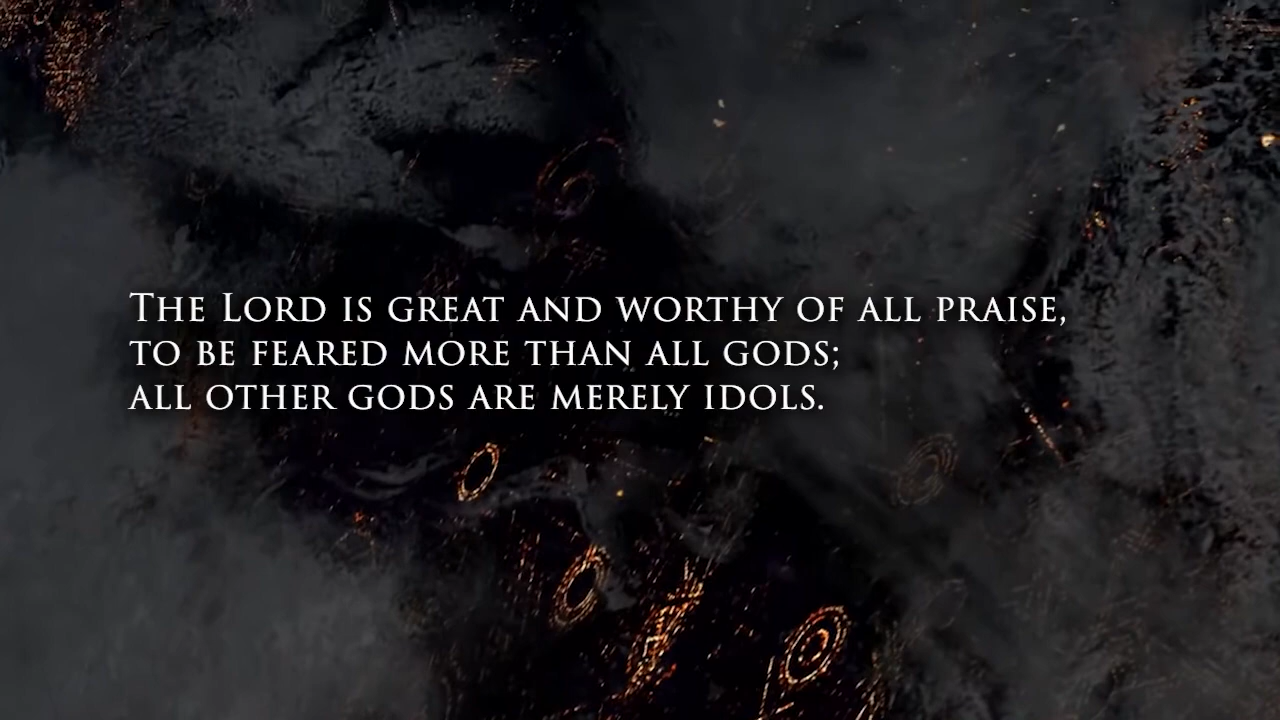 The Lord is great and worthy of all praise,
to be feared more than all gods;
all other gods are merely idols.